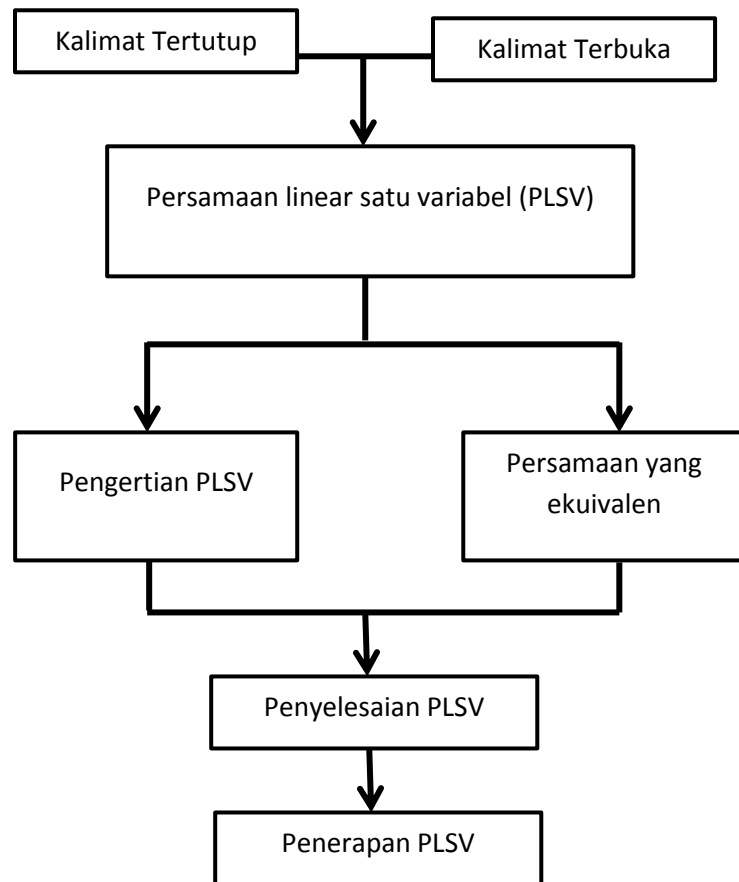 Kalimat Tertutup
Kalimat Terbuka
Persamaan linear satu variabel (PLSV)
Pengertian PLSV
Persamaan yang
ekuivalen
Penyelesaian PLSV
Penerapan PLSV